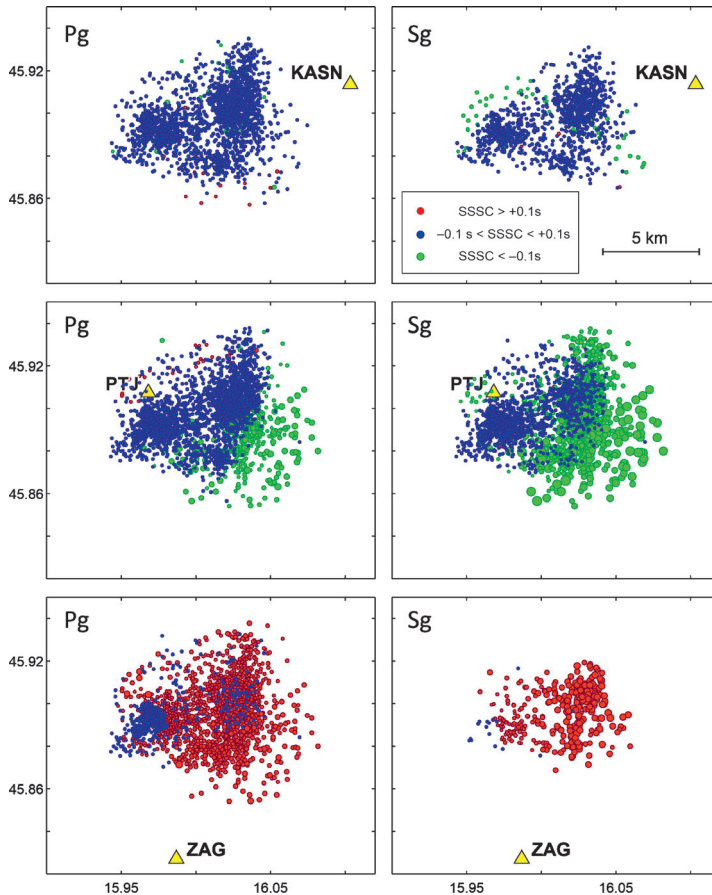 Pg
Sg
45.92
KASN
KASN
45.86
SSSC > +0.1s
−0.1 s < SSSC < +0.1s
SSSC < −0.1s
5 km
Pg
Sg
45.92
PTJ
PTJ
45.86
Pg
Sg
45.92
45.86
ZAG
ZAG
15.95
16.05
15.95
16.05